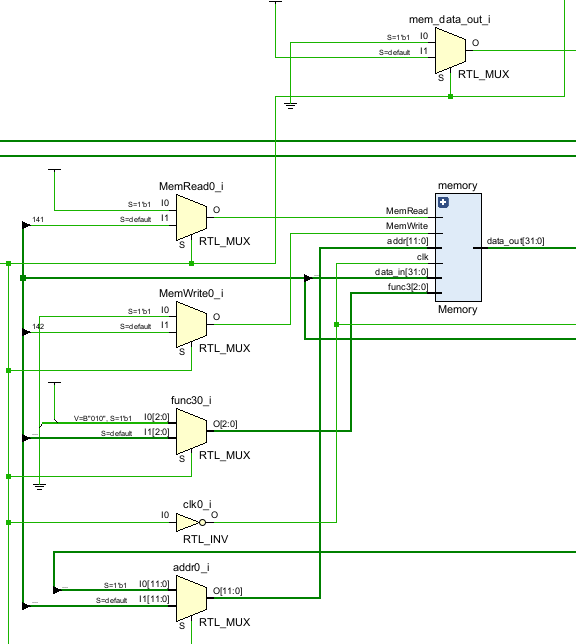 mem_data_out_i
S=1'b1 I0
S=default I1
O
S
RTL_MUX
MemRead0_i
S=1'b1 I0
141 S=default I1
O
S
RTL_MUX
memory
MemRead
MemWrite
addr[11:0]
clk
data_in[31:0]
func3[2:0]
data_out[31:0]
Memory
MemWrite0_i
S=1'b1 I0
142 S=default I1
O
S
RTL_MUX
func30_i
V=B"010", S=1'b1 I0[2:0]
S=default I1[2:0]
O[2:0]
S
RTL_MUX
clk0_i
I0 O
RTL_INV
addr0_i
S=1'b1 I0[11:0]
S=default I1[11:0]
O[11:0]
S
RTL_MUX